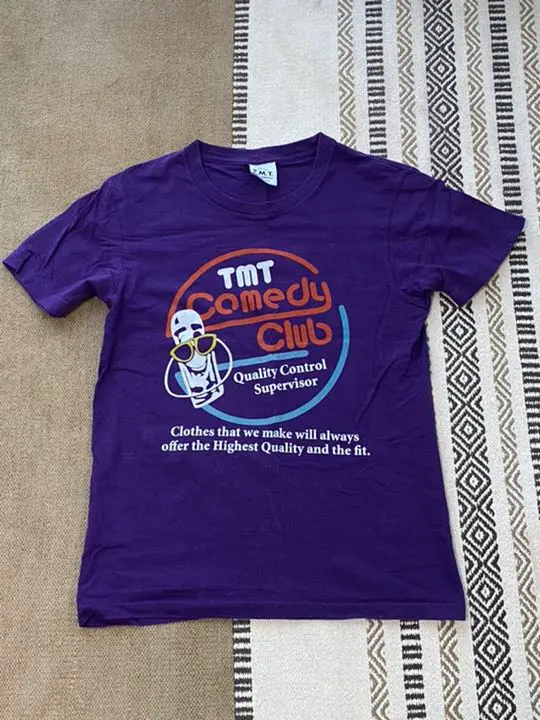 T.M.T.
TMT
Comedy
Club
Quality Control
Supervisor
Clothes that we make will always
offer the Highest Quality and the fit.